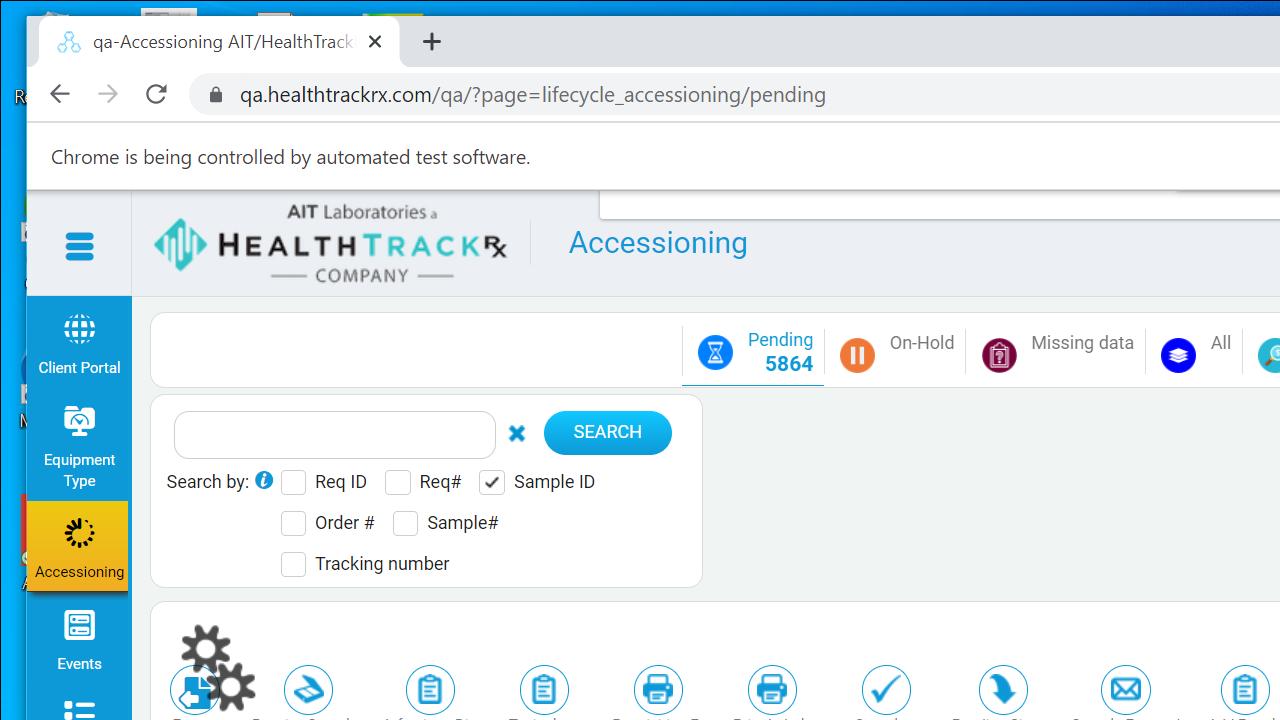 qa-Accessioning AIT/HealthTrack
qa.healthtrackrx.com/qa/?page=lifecycle_accessioning/pending
Chrome is being controlled by automated test software.
AIT Laboratories a
HEALTHTRACKRX
COMPANY
Accessioning
Client Portal
Pending
5864
On-Hold
Missing data
All
SEARCH
Equipment
Type
Search by:
Req ID
Req#
Sample ID
Order #
Sample#
Accessioning
Tracking number
Events